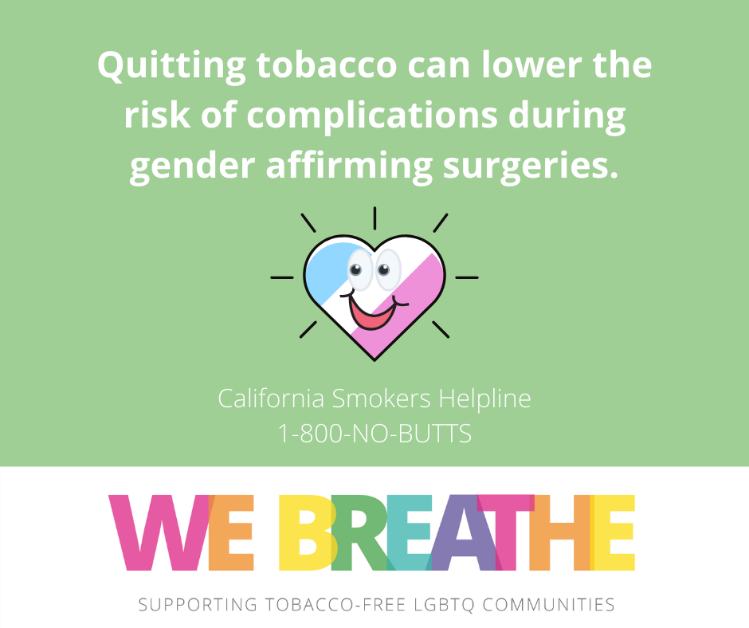 Quitting tobacco can lower the
risk of complications during
gender affirming surgeries.
California Smokers Helpline
1-800-NO-BUTTS
WE BREATHE
SUPPORTING TOBACCO-FREE LGBTQ COMMUNITIES